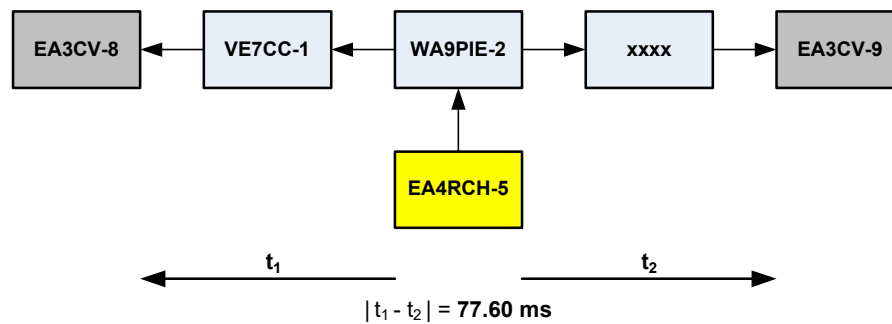 EA3CV-8 VE7CC-1 WA9PIE-2 xxxx EA3CV-9
EA4RCH-5
t₁ t₂
| t₁ - t₂ | = 77.60 ms